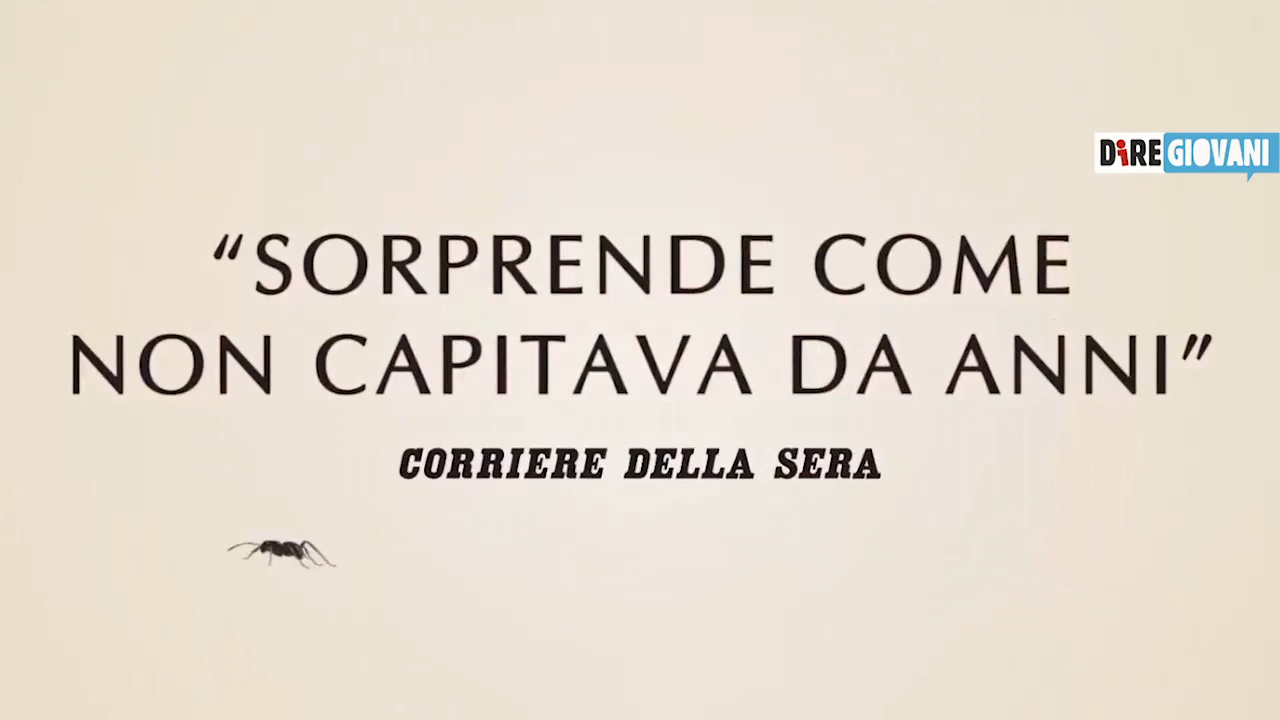 DiRE GIOVANI
“SORPRENDE COME
NON CAPITAVA DA ANNI”
CORRIERE DELLA SERA